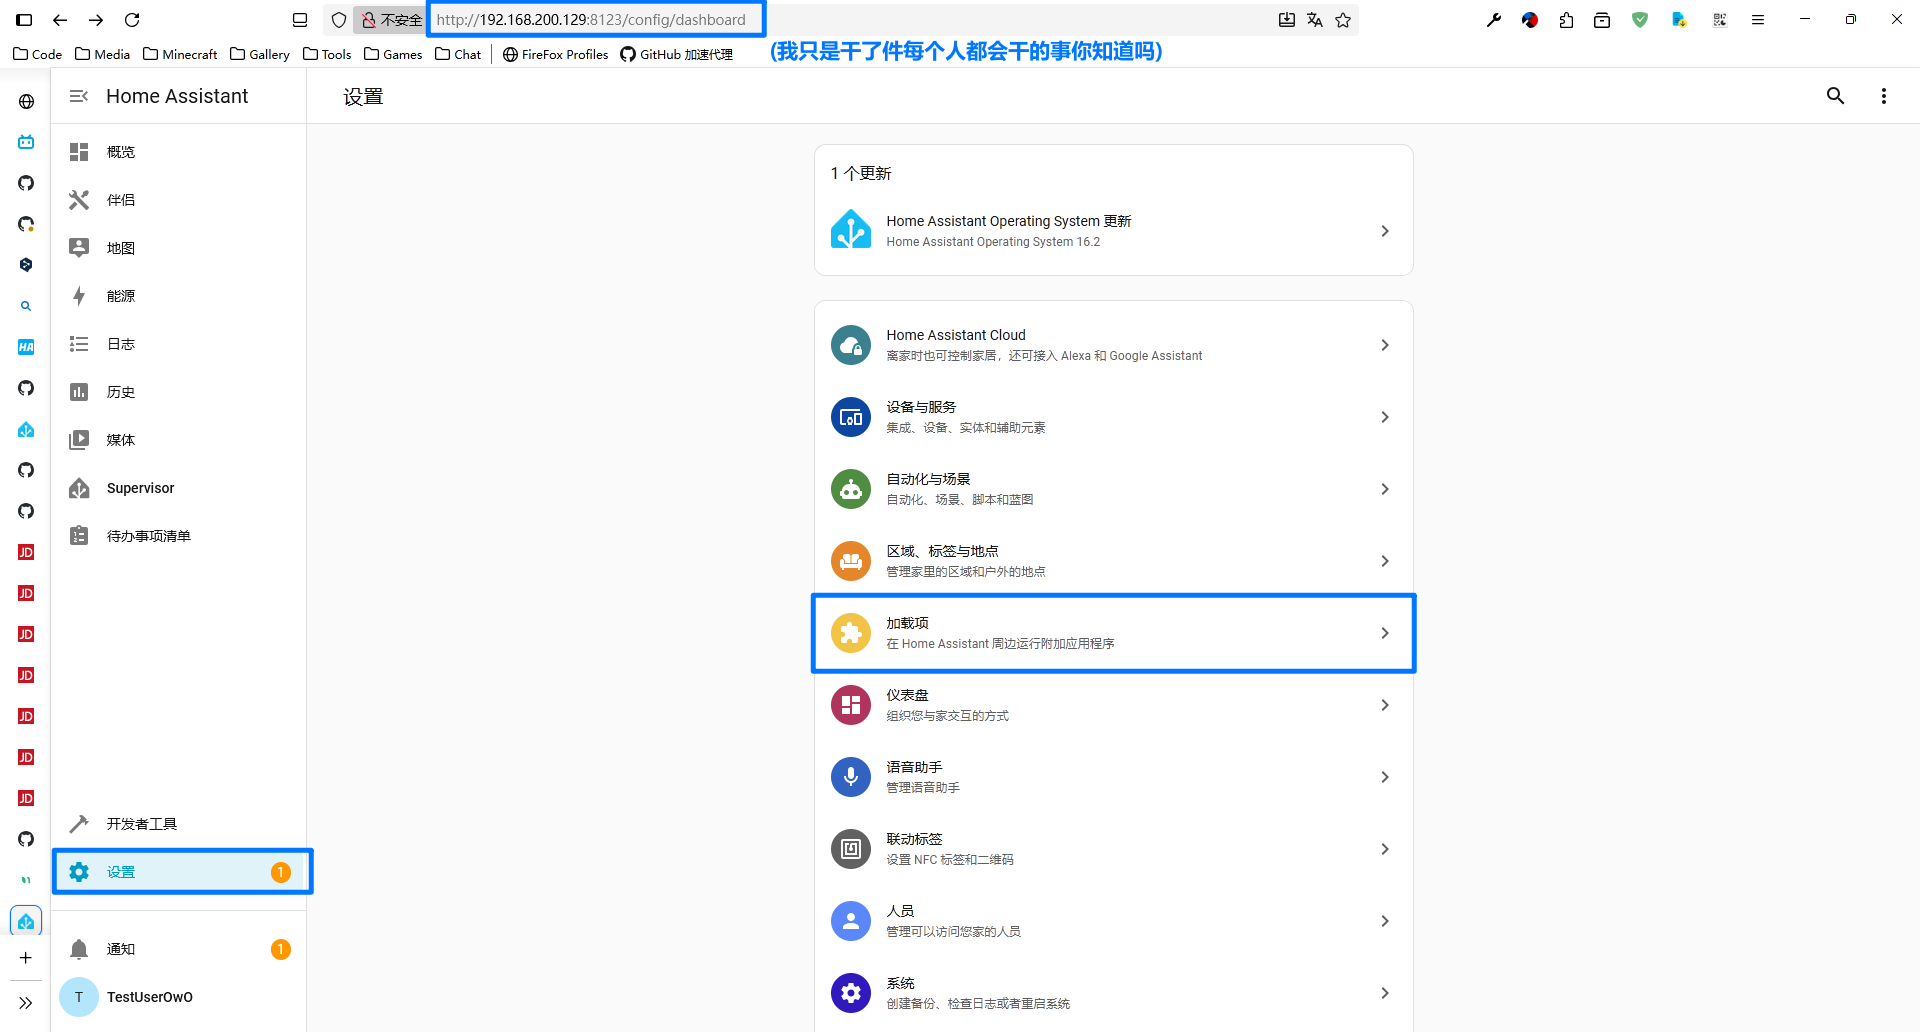 不安全
http://192.168.200.129:8123/config/dashboard
Code
Media
Minecraft
Gallery
Tools
Games
Chat
FireFox Profiles
GitHub 加速代理
(我只是干了件每个人都会干的事你知道吗)
HA
JD
JD
JD
JD
JD
JD
JD
Home Assistant
概览
伴侣
地图
能源
日志
历史
媒体
Supervisor
待办事项清单
开发者工具
设置
1
通知
1
T
TestUserOwO
设置
1 个更新
Home Assistant Operating System 更新
Home Assistant Operating System 16.2
Home Assistant Cloud
离家时也可控制家居，还可接入 Alexa 和 Google Assistant
设备与服务
集成、设备、实体和辅助元素
自动化与场景
自动化、场景、脚本和蓝图
区域、标签与地点
管理家里的区域和户外的地点
加载项
在 Home Assistant 周边运行附加应用程序
仪表盘
组织您与家交互的方式
语音助手
管理语音助手
联动标签
设置 NFC 标签和二维码
人员
管理可以访问您家的人员
系统
创建备份、检查日志或者重启系统